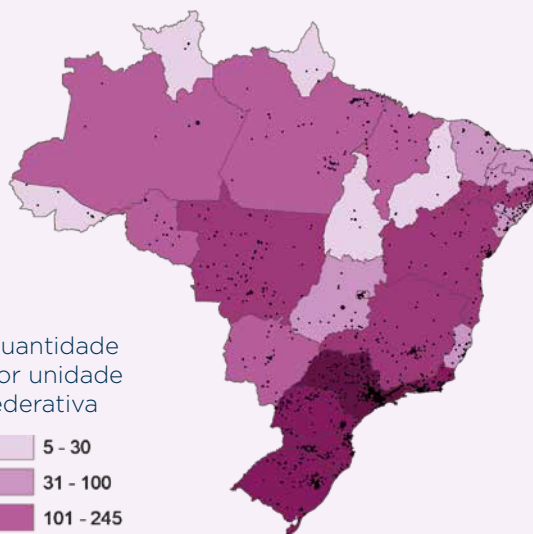 uantidade
or unidade
ederativa
5 - 30
31 - 100
101 - 245